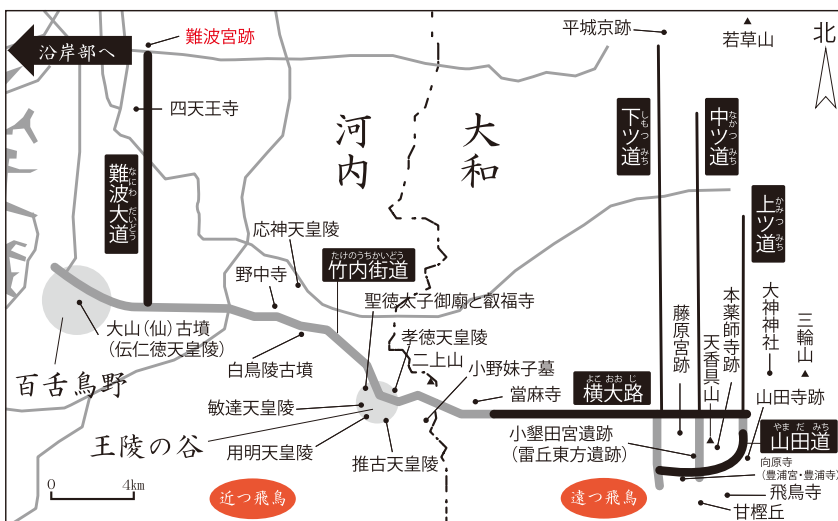 平城京跡
若草山
北
難波宮跡
沿岸部へ
四天王寺
河内
大和
下ツ道
しもつみち
中ツ道
なかつみち
上ツ道
かみつみち
難波大道
なにわだいどう
応神天皇陵
野中寺
たけのうちかいどう
竹内街道
聖徳太子御廟と叡福寺
孝徳天皇陵
二上山
小野妹子墓
當麻寺
大山(仙)古墳
(伝仁徳天皇陵)
百舌鳥野
白鳥陵古墳
敏達天皇陵
王陵の谷
用明天皇陵
推古天皇陵
よこおおじ
横大路
藤原宮跡
天香具山
本薬師寺跡
大神神社
三輪山
山田寺跡
やまだみち
山田道
小墾田宮遺跡
(雷丘東方遺跡)
向原寺
(豊浦宮・豊浦寺)
飛鳥寺
甘樫丘
0 4km
近つ飛鳥
遠つ飛鳥